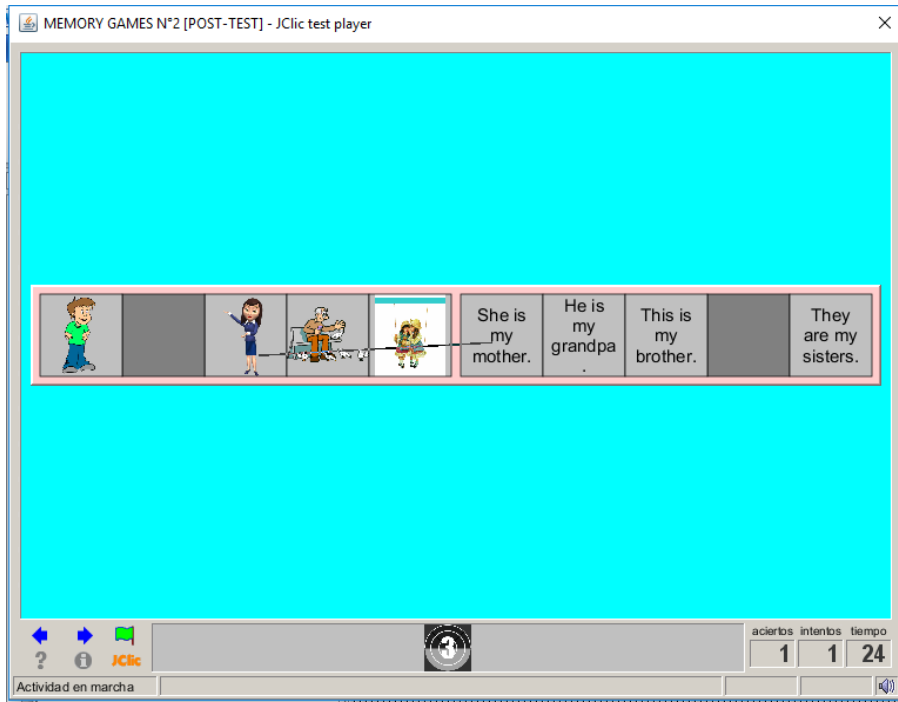 MEMORY GAMES N°2 [POST-TEST] - JClic test player
She is
my
mother.
He is
my
grandpa
.
This is
my
brother.
They
are my
sisters.
3
aciertos intentos tiempo
1 1 24
JClic
Actividad en marcha